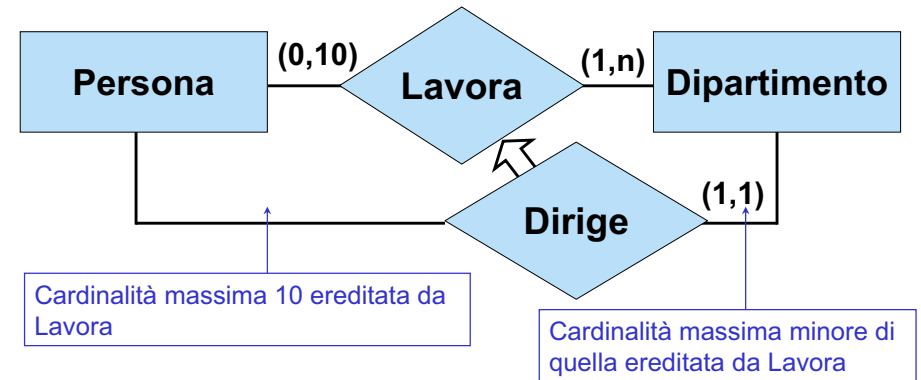 (0,10)
(1,n)
Persona
Lavora
Dipartimento
(1,1)
Dirige
Cardinalità massima 10 ereditata da
Lavora
Cardinalità massima minore di
quella ereditata da Lavora